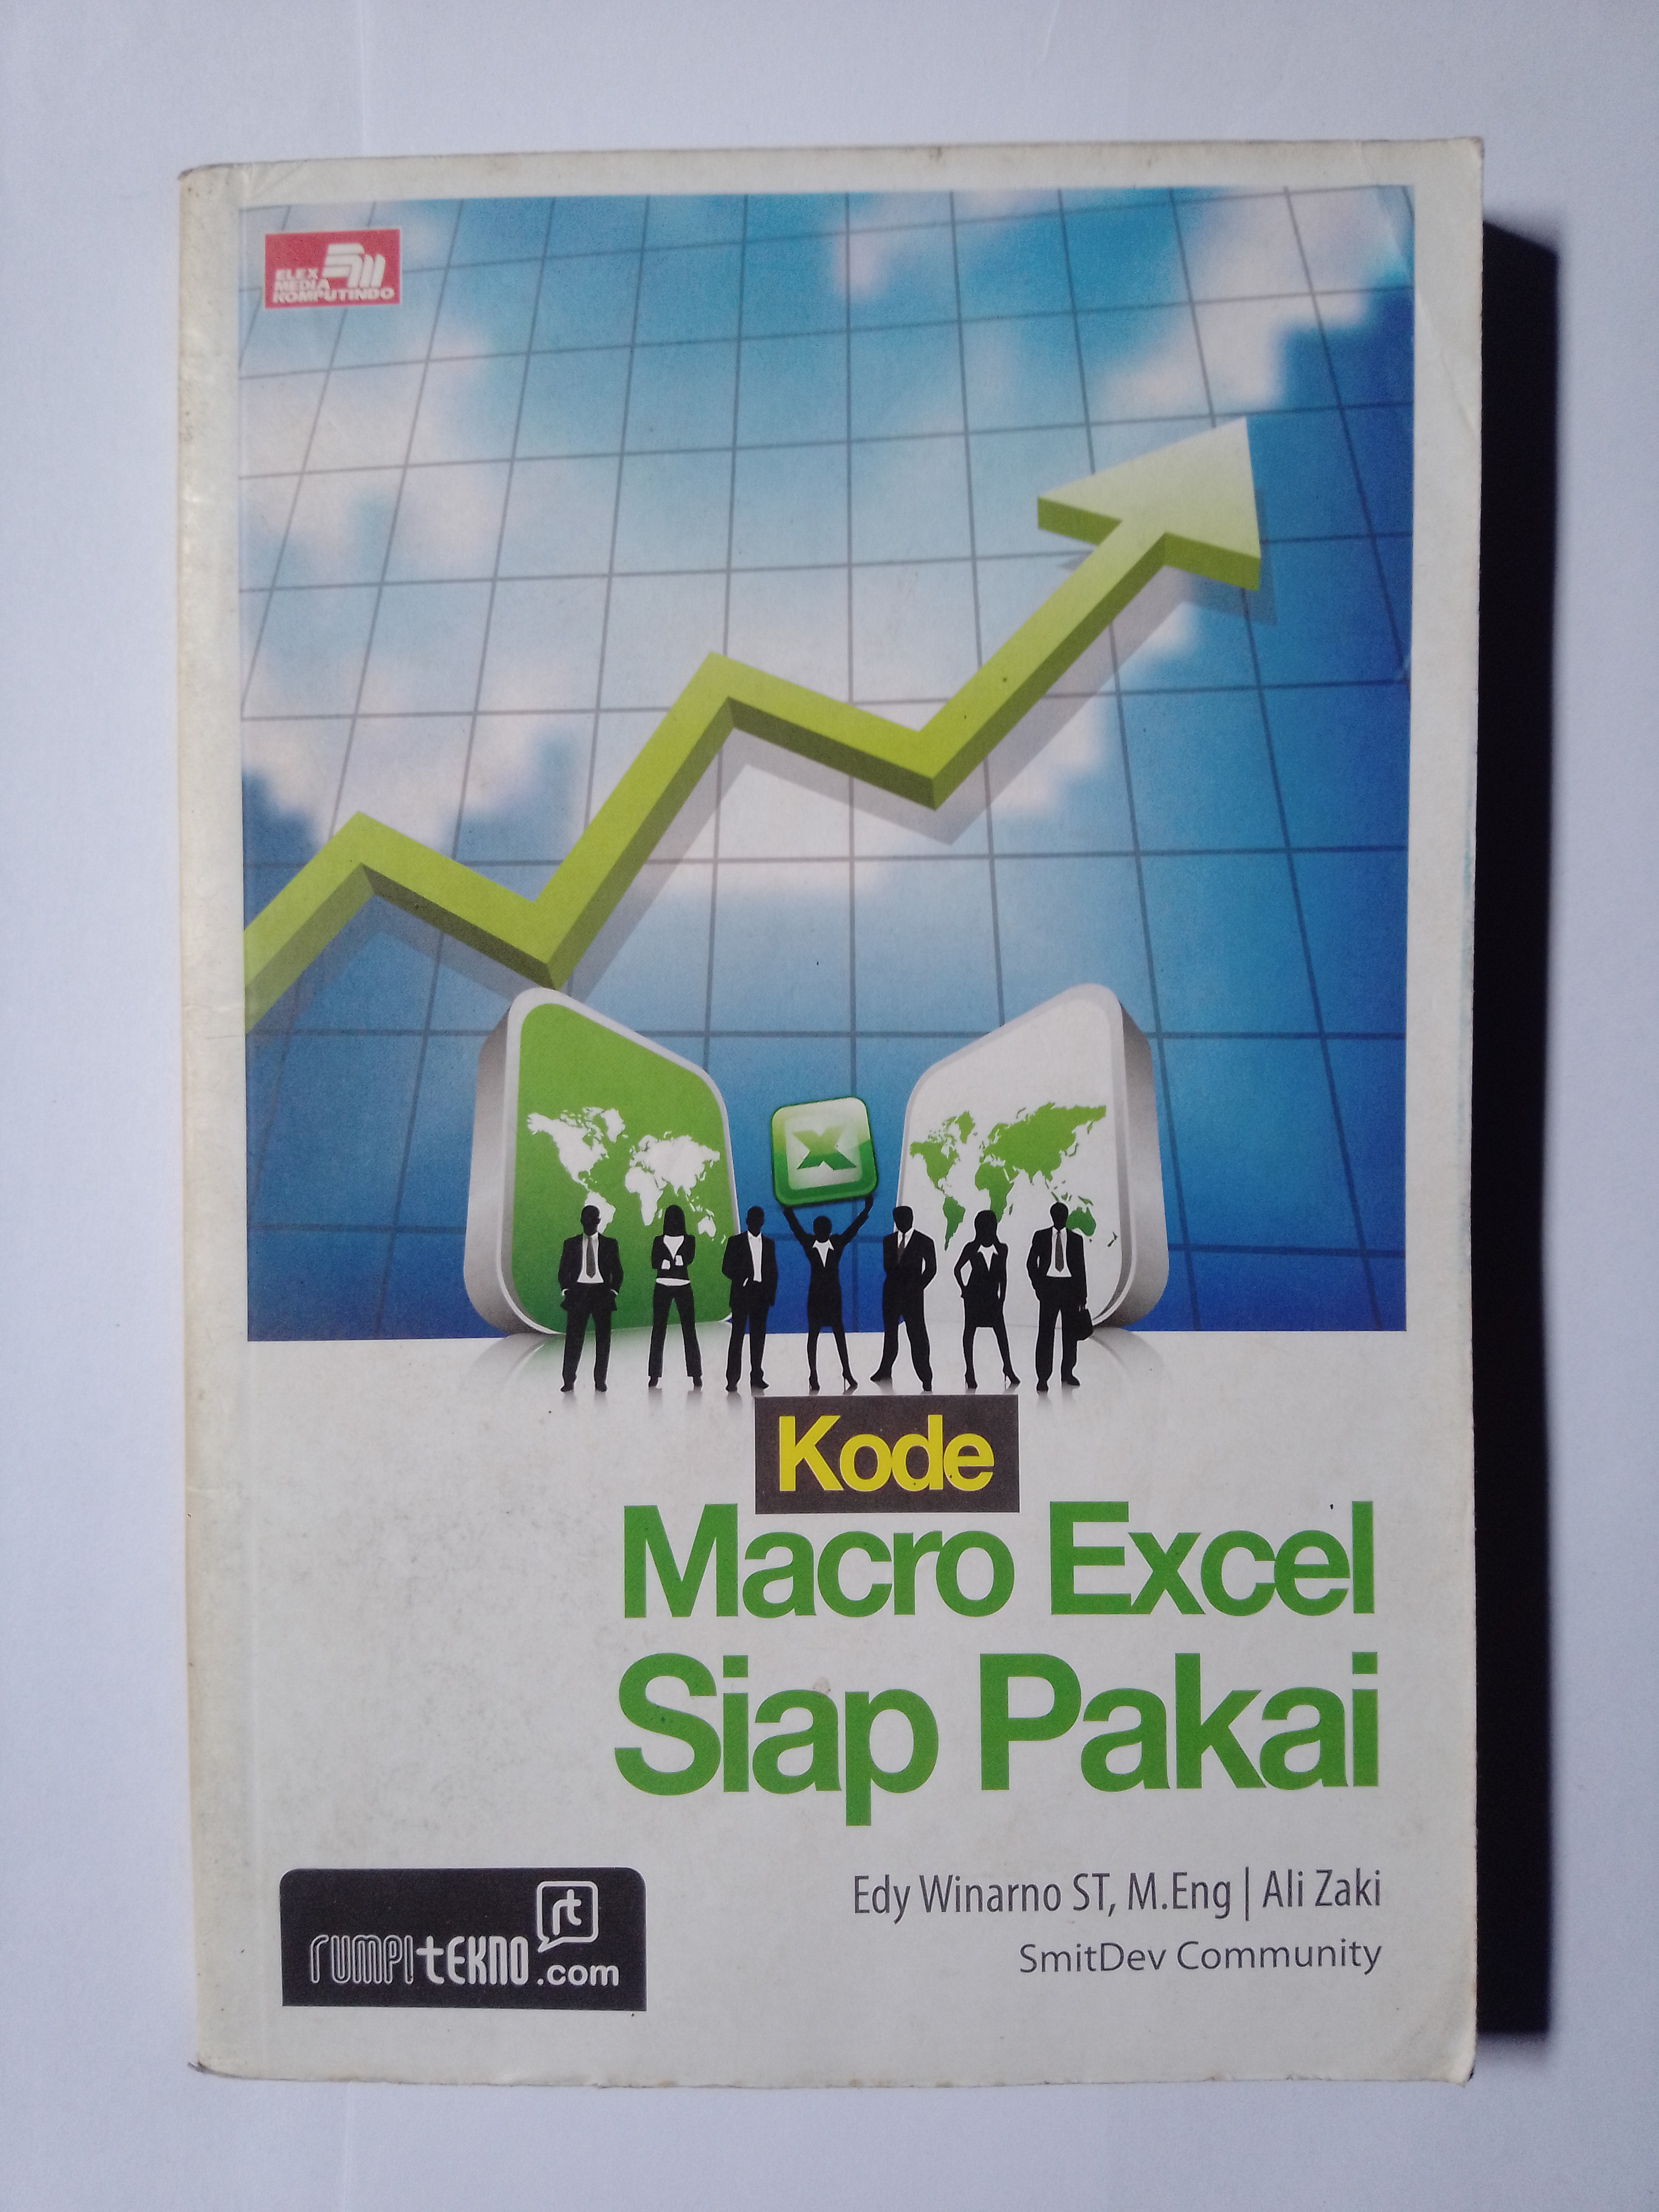 ELEX
MEDIA
KOMPUTINDO
X
Kode
Macro Excel
Siap Pakai
Edy Winarno ST, M.Eng | Ali Zaki
SmitDev Community
rt
rumpitekno.com